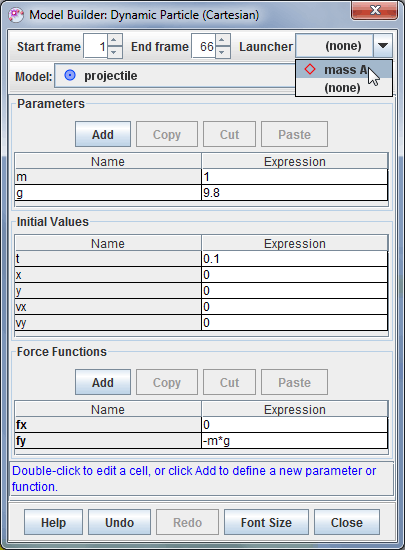 Model Builder: Dynamic Particle (Cartesian)
Start frame 1 End frame 66 Launcher (none)
mass A
Model: projectile (none)
Parameters
Add Copy Cut Paste
Name Expression
m 1
g 9.8
Initial Values
Name Expression
t 0.1
x 0
y 0
vx 0
vy 0
Force Functions
Add Copy Cut Paste
Name Expression
fx 0
fy -m*g
Double-click to edit a cell, or click Add to define a new parameter or
function.
Help Undo Redo Font Size Close